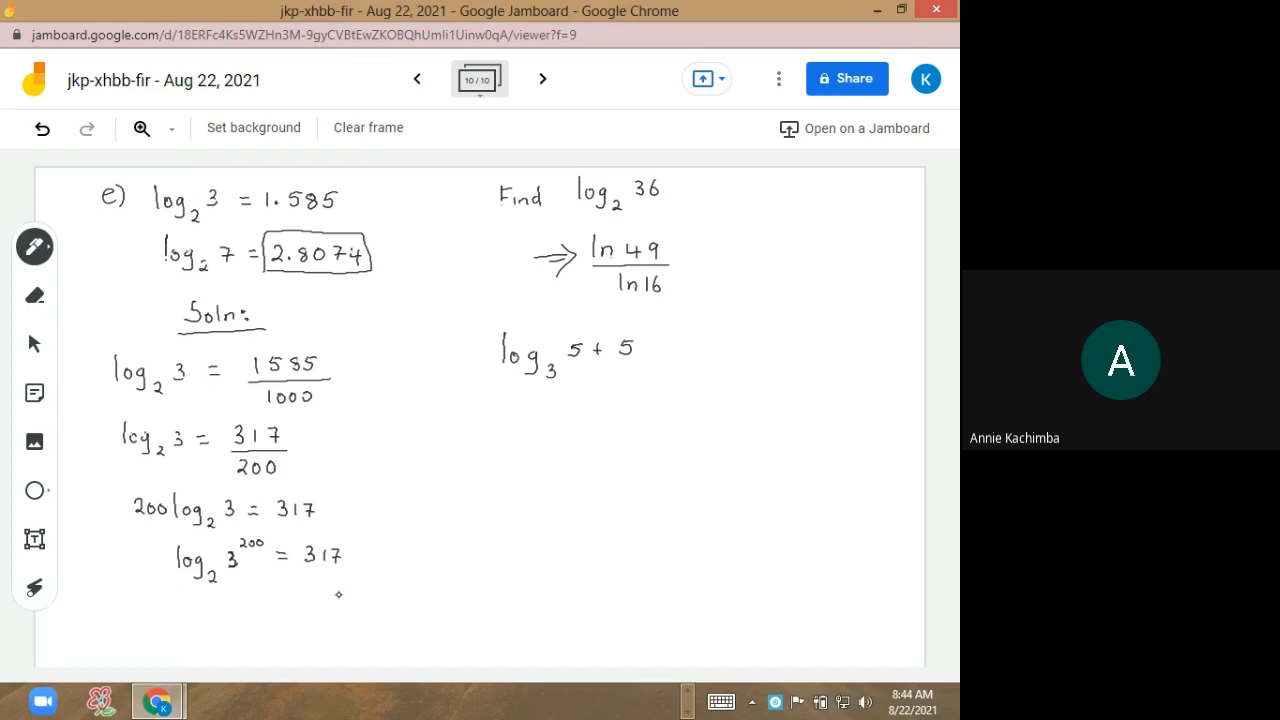 jkp-xhbb-fir - Aug 22, 2021 - Google Jamboard - Google Chrome
jamboard.google.com/d/18ERFc4Ks5WZHn3M-9gyCVBtEwZKOBQhUmli1Uinw0qA/viewer?f=9
jkp-xhbb-fir - Aug 22, 2021
10 / 10
Share
K
Set background
Clear frame
Open on a Jamboard
e) log₂ 3 = 1.585
log₂ 7 = 2.8074
Soln:
log₂ 3 = 1585/1000
log₂ 3 = 317/200
200 log₂ 3 = 317
log₂ 3²⁰⁰ = 317
Find log₂ 36
⇒ ln 49 / ln 16
log₃ 5 + 5
A
Annie Kachimba
K
8:44 AM
8/22/2021